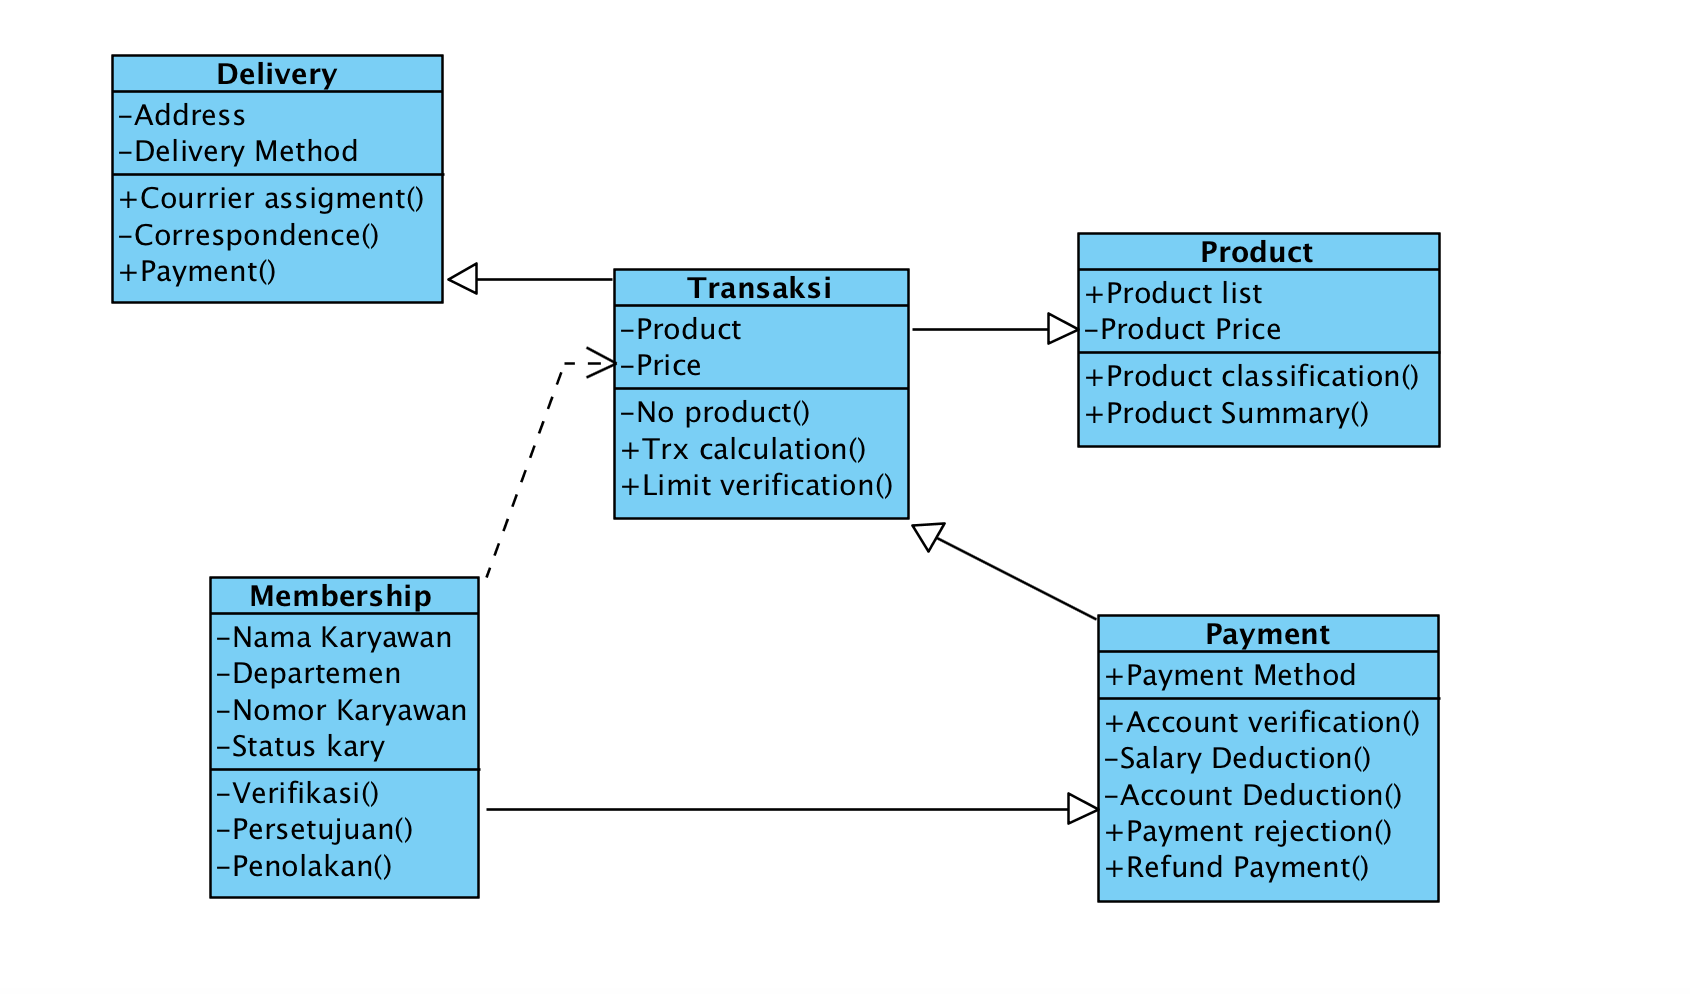 Delivery
-Address
-Delivery Method
+Courrier assigment()
-Correspondence()
+Payment()
Transaksi
-Product
-Price
-No product()
+Trx calculation()
+Limit verification()
Product
+Product list
-Product Price
+Product classification()
+Product Summary()
Membership
-Nama Karyawan
-Departemen
-Nomor Karyawan
-Status kary
-Verifikasi()
-Persetujuan()
-Penolakan()
Payment
+Payment Method
+Account verification()
-Salary Deduction()
-Account Deduction()
+Payment rejection()
+Refund Payment()